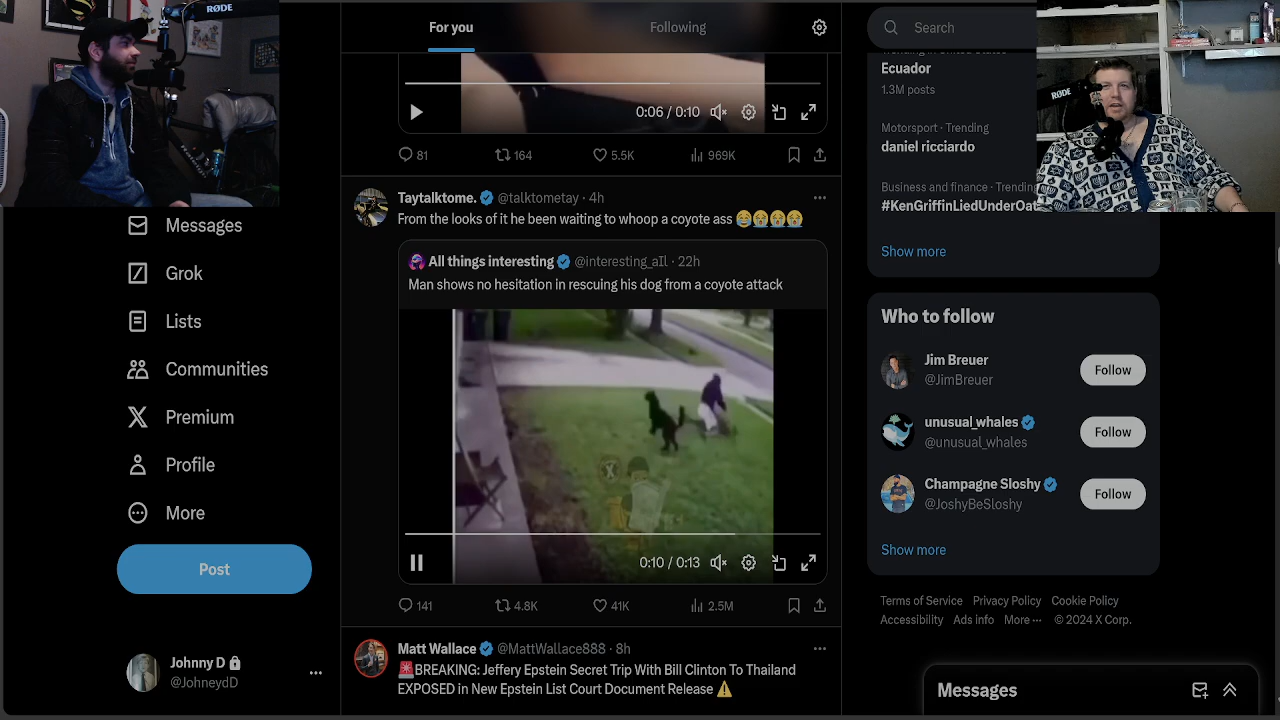 RØDE
For you
Following
Search
Trending in United States
Ecuador
1.3M posts
Motorsport · Trending
daniel ricciardo
Business and finance · Trending
#KenGriffinLiedUnderOat
Show more
RØDE
0:06 / 0:10
81
164
5.5K
969K
Taytalktome. @talktometay · 4h
From the looks of it he been waiting to whoop a coyote ass 😂😭😭😭
All things interesting @interesting_aIl · 22h
Man shows no hesitation in rescuing his dog from a coyote attack
0:10 / 0:13
141
4.8K
41K
2.5M
Matt Wallace @MattWallace888 · 8h
🚨BREAKING: Jeffery Epstein Secret Trip With Bill Clinton To Thailand
EXPOSED in New Epstein List Court Document Release ⚠️
Messages
Grok
Lists
Communities
Premium
Profile
More
Post
Johnny D
@JohneydD
Who to follow
Jim Breuer
@JimBreuer
Follow
unusual_whales
@unusual_whales
Follow
Champagne Sloshy
@JoshyBeSloshy
Follow
Show more
Terms of Service Privacy Policy Cookie Policy
Accessibility Ads info More ··· © 2024 X Corp.
Messages